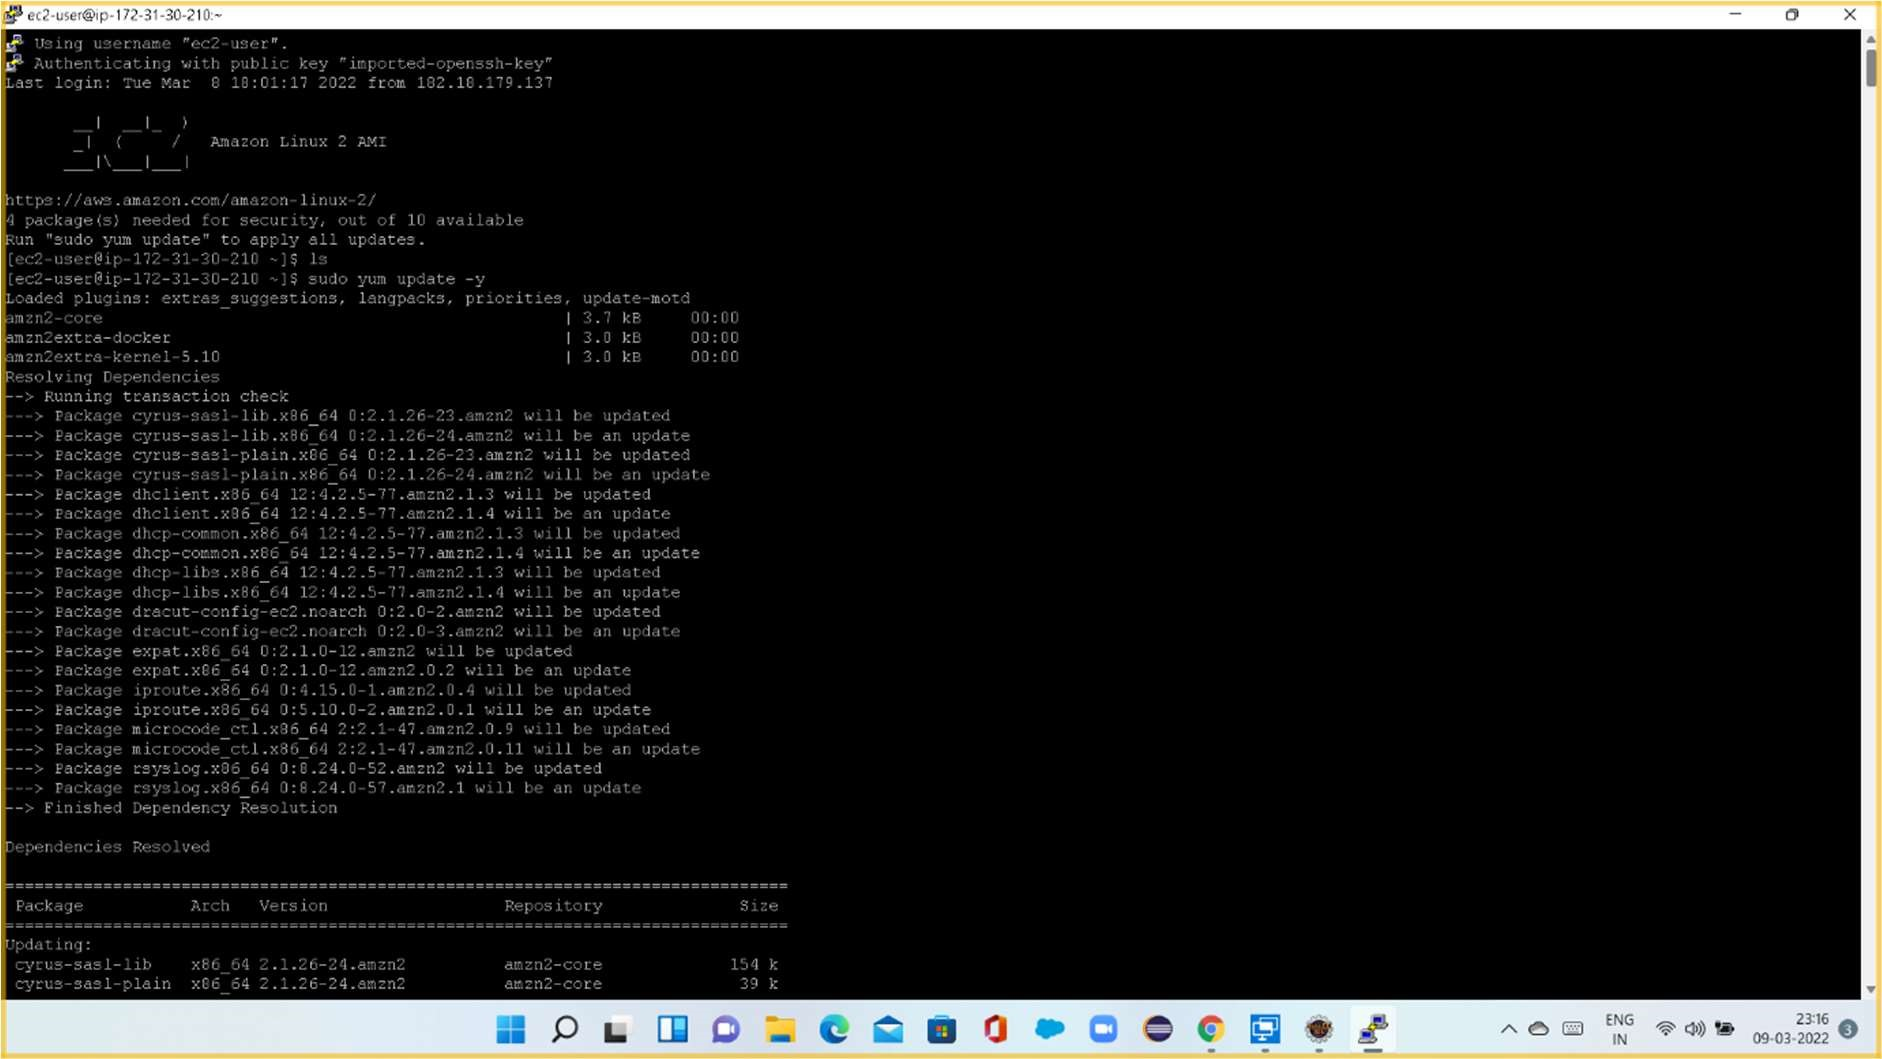 ec2-user@ip-172-31-30-210:~
Using username "ec2-user".
Authenticating with public key "imported-openssh-key"
Last login: Tue Mar  8 18:01:17 2022 from 182.18.179.137
       __|  __|_  )
       _|  (     /   Amazon Linux 2 AMI
      ___|\___|___|
https://aws.amazon.com/amazon-linux-2/
4 package(s) needed for security, out of 10 available
Run "sudo yum update" to apply all updates.
[ec2-user@ip-172-31-30-210 ~]$ ls
[ec2-user@ip-172-31-30-210 ~]$ sudo yum update -y
Loaded plugins: extras_suggestions, langpacks, priorities, update-motd
amzn2-core                                               | 3.7 kB     00:00
amzn2extra-docker                                        | 3.0 kB     00:00
amzn2extra-kernel-5.10                                   | 3.0 kB     00:00
Resolving Dependencies
--> Running transaction check
---> Package cyrus-sasl-lib.x86_64 0:2.1.26-23.amzn2 will be updated
---> Package cyrus-sasl-lib.x86_64 0:2.1.26-24.amzn2 will be an update
---> Package cyrus-sasl-plain.x86_64 0:2.1.26-23.amzn2 will be updated
---> Package cyrus-sasl-plain.x86_64 0:2.1.26-24.amzn2 will be an update
---> Package dhclient.x86_64 12:4.2.5-77.amzn2.1.3 will be updated
---> Package dhclient.x86_64 12:4.2.5-77.amzn2.1.4 will be an update
---> Package dhcp-common.x86_64 12:4.2.5-77.amzn2.1.3 will be updated
---> Package dhcp-common.x86_64 12:4.2.5-77.amzn2.1.4 will be an update
---> Package dhcp-libs.x86_64 12:4.2.5-77.amzn2.1.3 will be updated
---> Package dhcp-libs.x86_64 12:4.2.5-77.amzn2.1.4 will be an update
---> Package dracut-config-ec2.noarch 0:2.0-2.amzn2 will be updated
---> Package dracut-config-ec2.noarch 0:2.0-3.amzn2 will be an update
---> Package expat.x86_64 0:2.1.0-12.amzn2 will be updated
---> Package expat.x86_64 0:2.1.0-12.amzn2.0.2 will be an update
---> Package iproute.x86_64 0:4.15.0-1.amzn2.0.4 will be updated
---> Package iproute.x86_64 0:5.10.0-2.amzn2.0.1 will be an update
---> Package microcode_ctl.x86_64 2:2.1-47.amzn2.0.9 will be updated
---> Package microcode_ctl.x86_64 2:2.1-47.amzn2.0.11 will be an update
---> Package rsyslog.x86_64 0:8.24.0-52.amzn2 will be updated
---> Package rsyslog.x86_64 0:8.24.0-57.amzn2.1 will be an update
--> Finished Dependency Resolution
Dependencies Resolved
================================================================================
Package           Arch   Version                  Repository              Size
================================================================================
Updating:
cyrus-sasl-lib    x86_64 2.1.26-24.amzn2          amzn2-core             154 k
cyrus-sasl-plain  x86_64 2.1.26-24.amzn2          amzn2-core              39 k
ENG
IN
23:16
09-03-2022
3